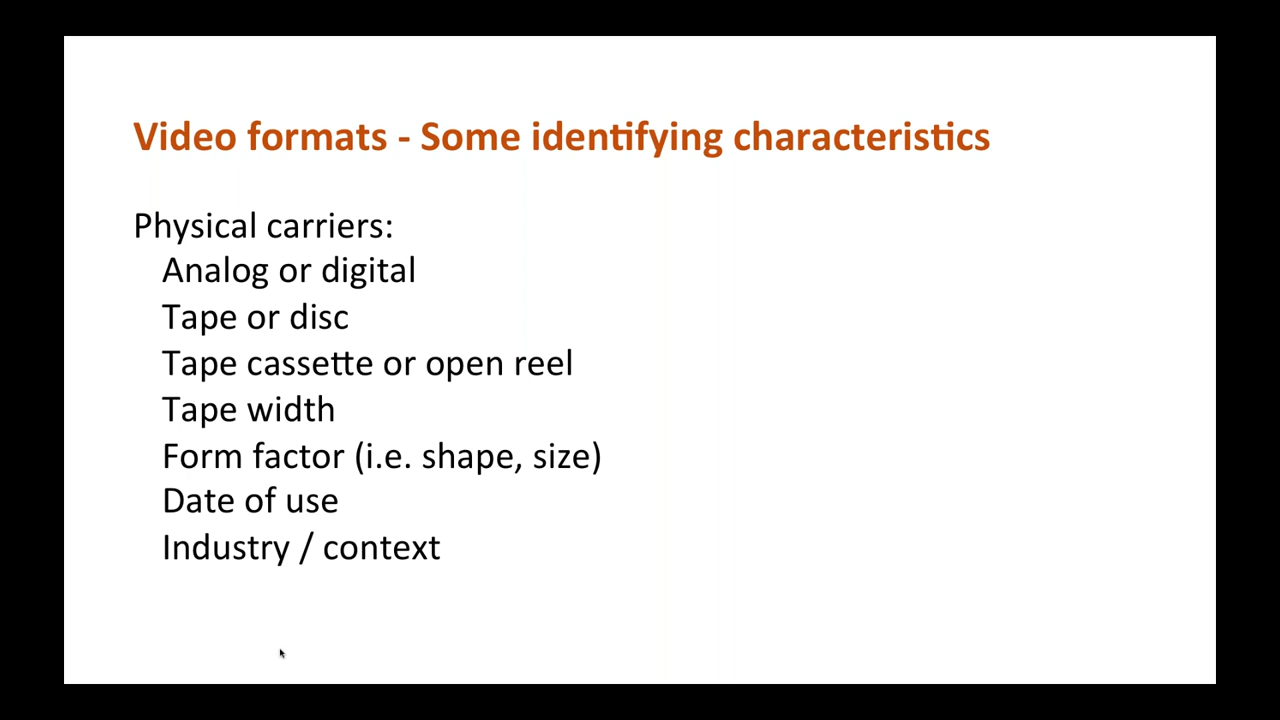 Video formats - Some identifying characteristics
Physical carriers:
Analog or digital
Tape or disc
Tape cassette or open reel
Tape width
Form factor (i.e. shape, size)
Date of use
Industry / context